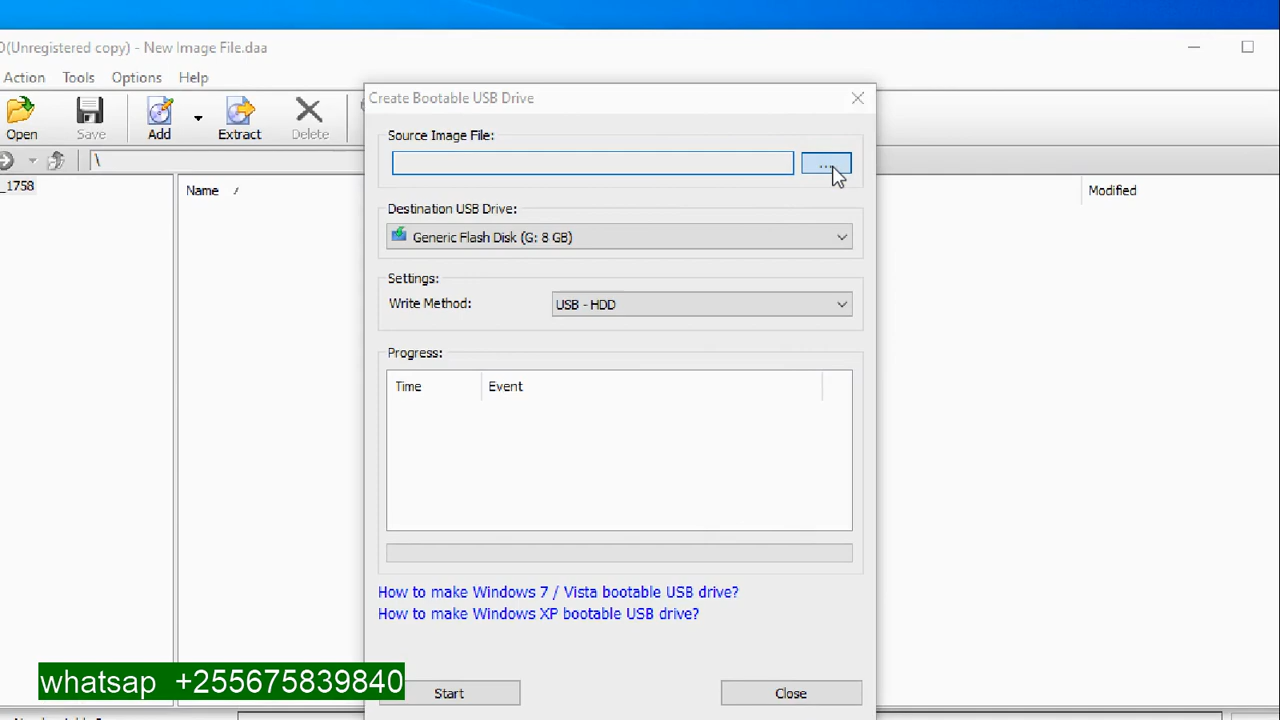 O(Unregistered copy) - New Image File.daa
Action Tools Options Help
Open Save Add Extract Delete
\
_1758
Name /
Modified
Create Bootable USB Drive
Source Image File:
...
Destination USB Drive:
Generic Flash Disk (G: 8 GB)
Settings:
Write Method:
USB - HDD
Progress:
Time Event
How to make Windows 7 / Vista bootable USB drive?
How to make Windows XP bootable USB drive?
Start
Close
whatsap +255675839840